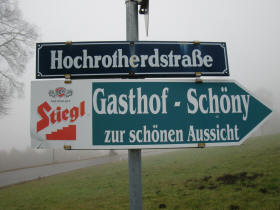 Hochrotherdstraße
Stiegl
Gasthof - Schöny
zur schönen Aussicht